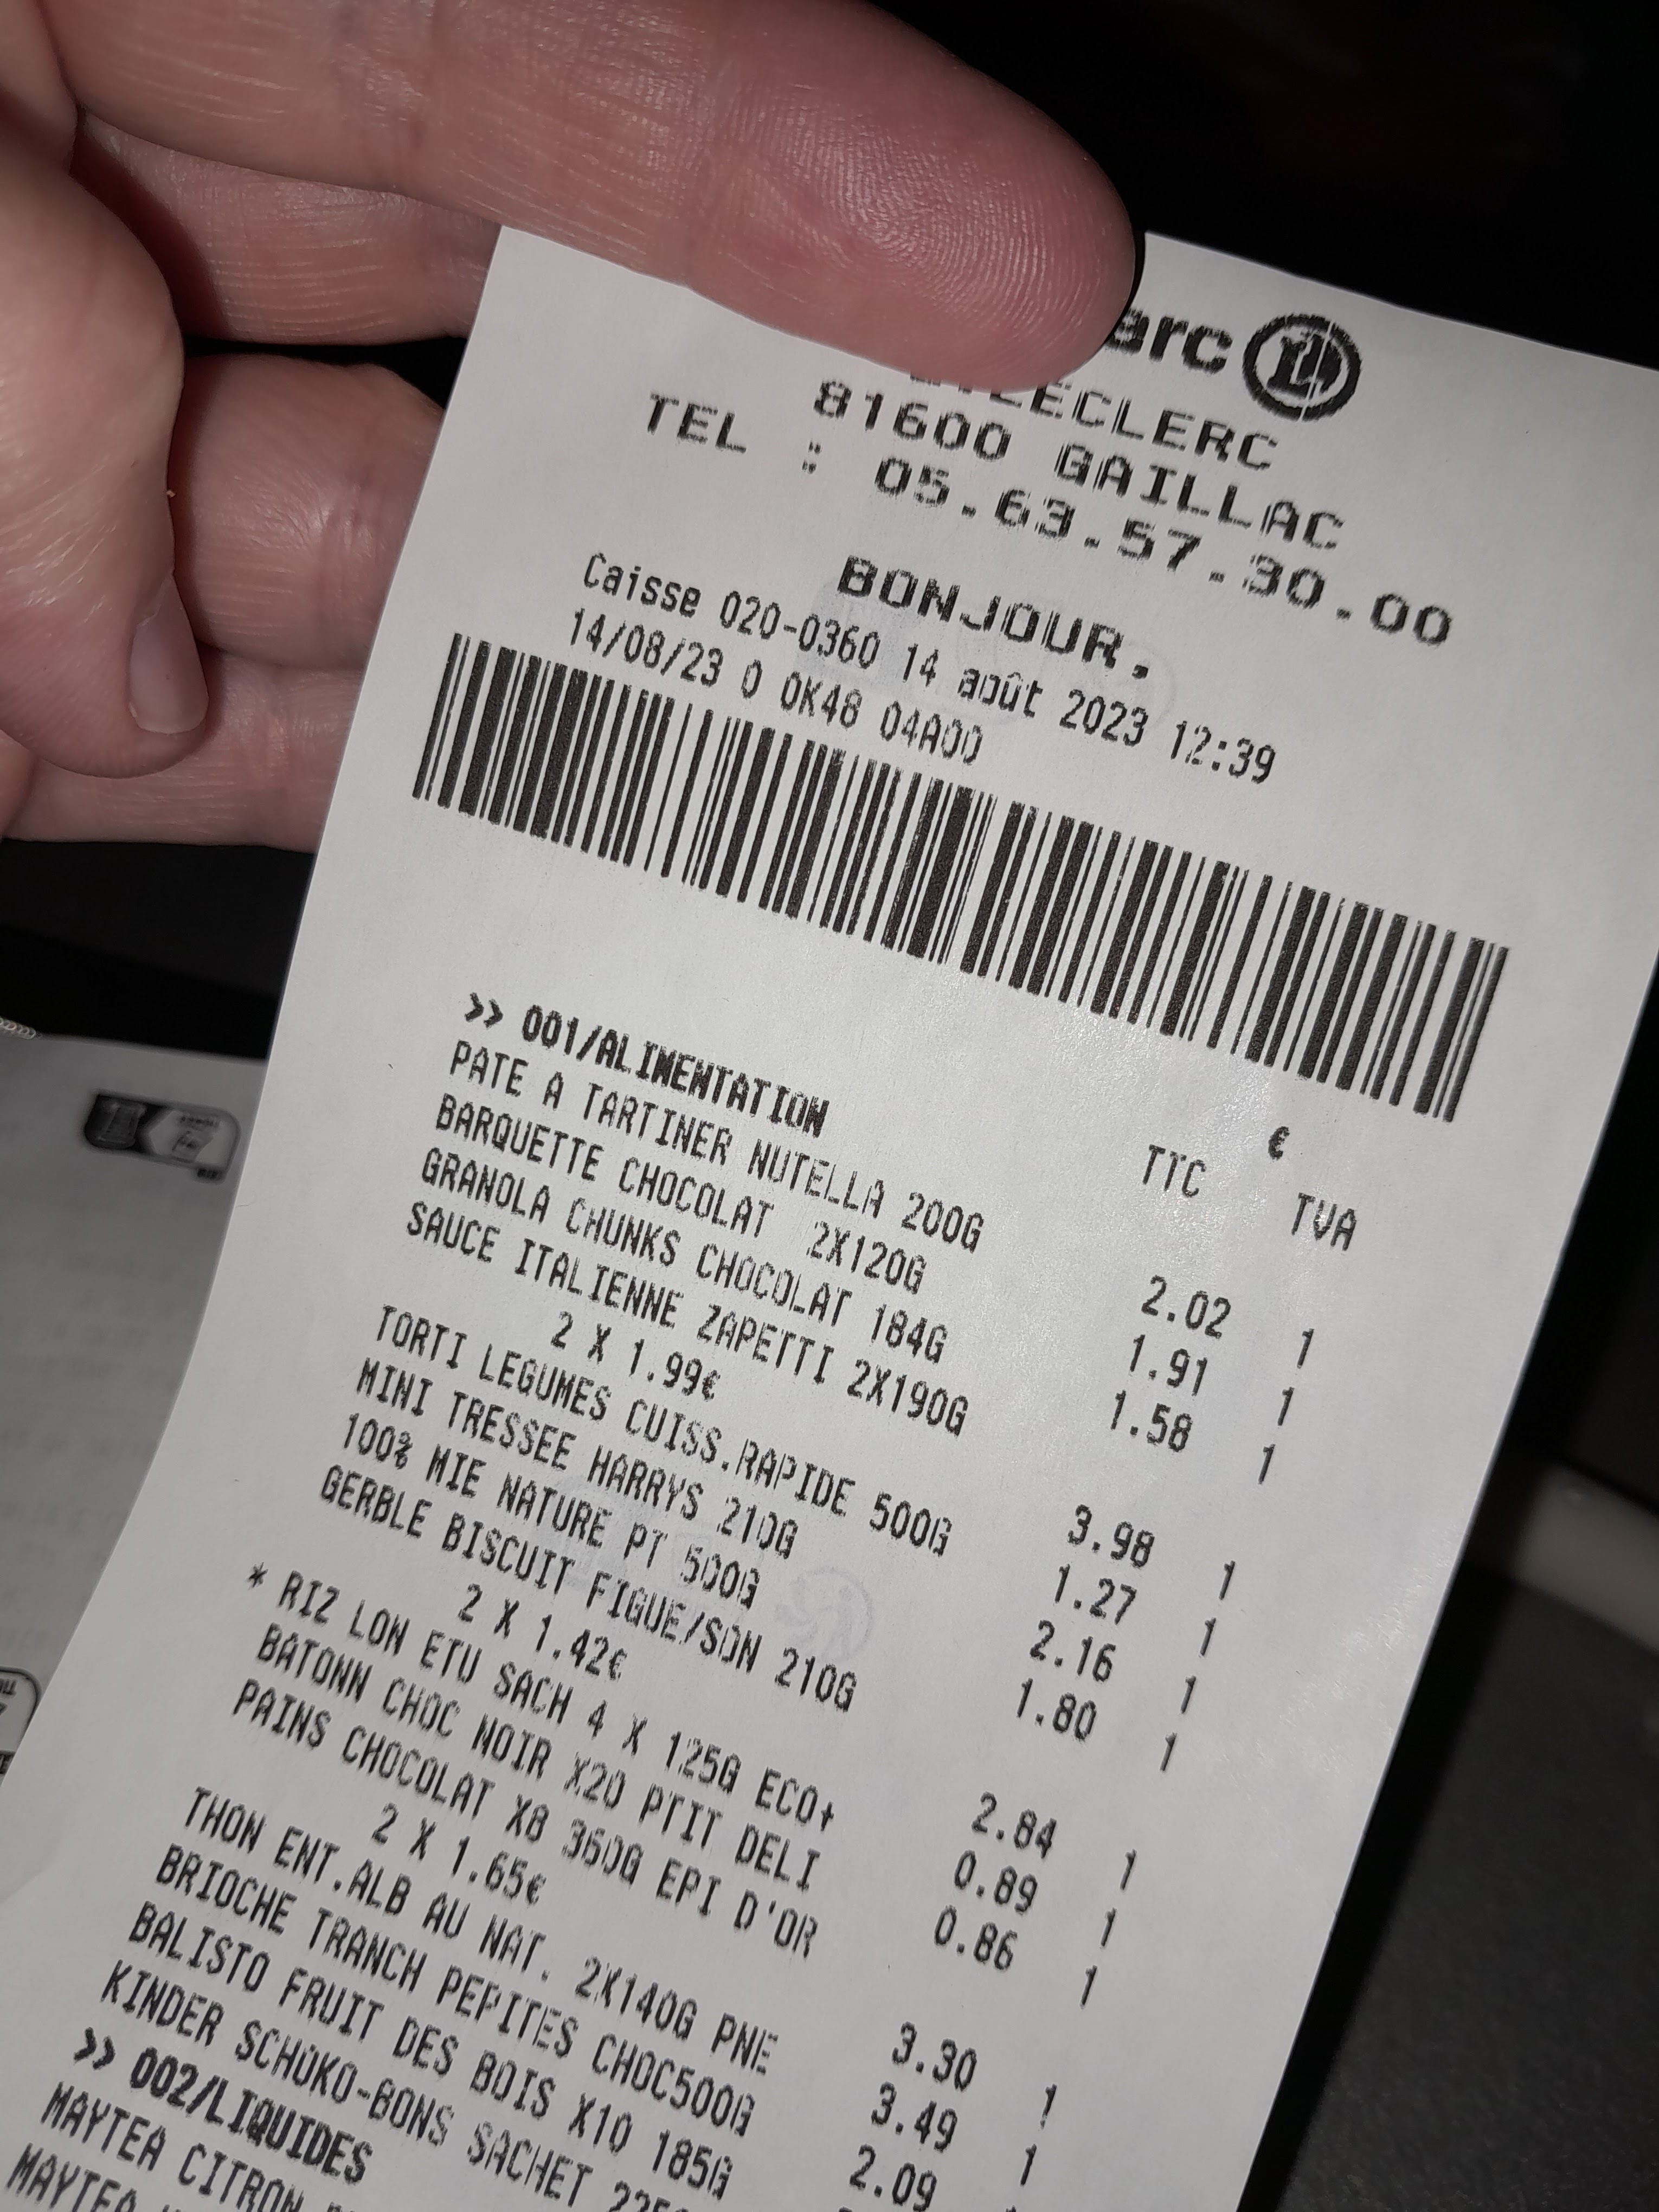 erc
LECLERC
81600 GAILLAC
TEL : 05.63.57.30.00
BONJOUR.
Caisse 020-0360 14 août 2023 12:39
14/08/23 0 0K48 04A00
€
TTC TVA
>> 001/ALIMENTATION
PATE A TARTINER NUTELLA 200G 2.02 1
BARQUETTE CHOCOLAT 2X120G 1.91 1
GRANOLA CHUNKS CHOCOLAT 184G 1.58 1
SAUCE ITALIENNE ZAPETTI 2X190G
2 X 1.99€ 3.98 1
TORTI LEGUMES CUISS.RAPIDE 500G 1.27 1
MINI TRESSEE HARRYS 210G 2.16 1
100% MIE NATURE PT 500G 1.80 1
GERBLE BISCUIT FIGUE/SON 210G
2 X 1.42€ 2.84 1
* RIZ LON ETU SACH 4 X 125G ECO+ 0.89 1
BATONN CHOC NOIR X20 PTIT DELI 0.86 1
PAINS CHOCOLAT X8 360G EPI D'OR
2 X 1.65€ 3.30 1
THON ENT.ALB AU NAT. 2X140G PNE 3.49 1
BRIOCHE TRANCH PEPITES CHOC500G 2.09
BALISTO FRUIT DES BOIS X10 185G
KINDER SCHOKO-BONS SACHET
>> 002/LIQUIDES
MAYTEA CITRON
MAYTEA